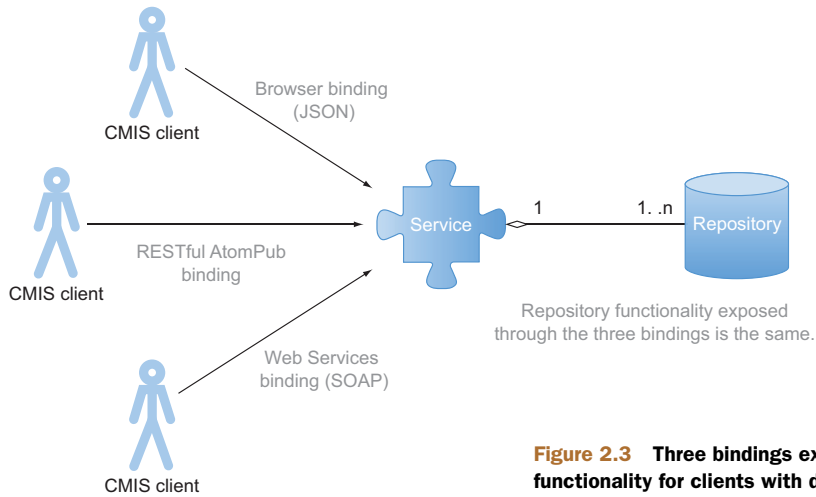 Browser binding
(JSON)
CMIS client
Service
1
1. .n
Repository
RESTful AtomPub
binding
CMIS client
Repository functionality exposed
through the three bindings is the same.
Web Services
binding (SOAP)
CMIS client
Figure 2.3 Three bindings ex
functionality for clients with d